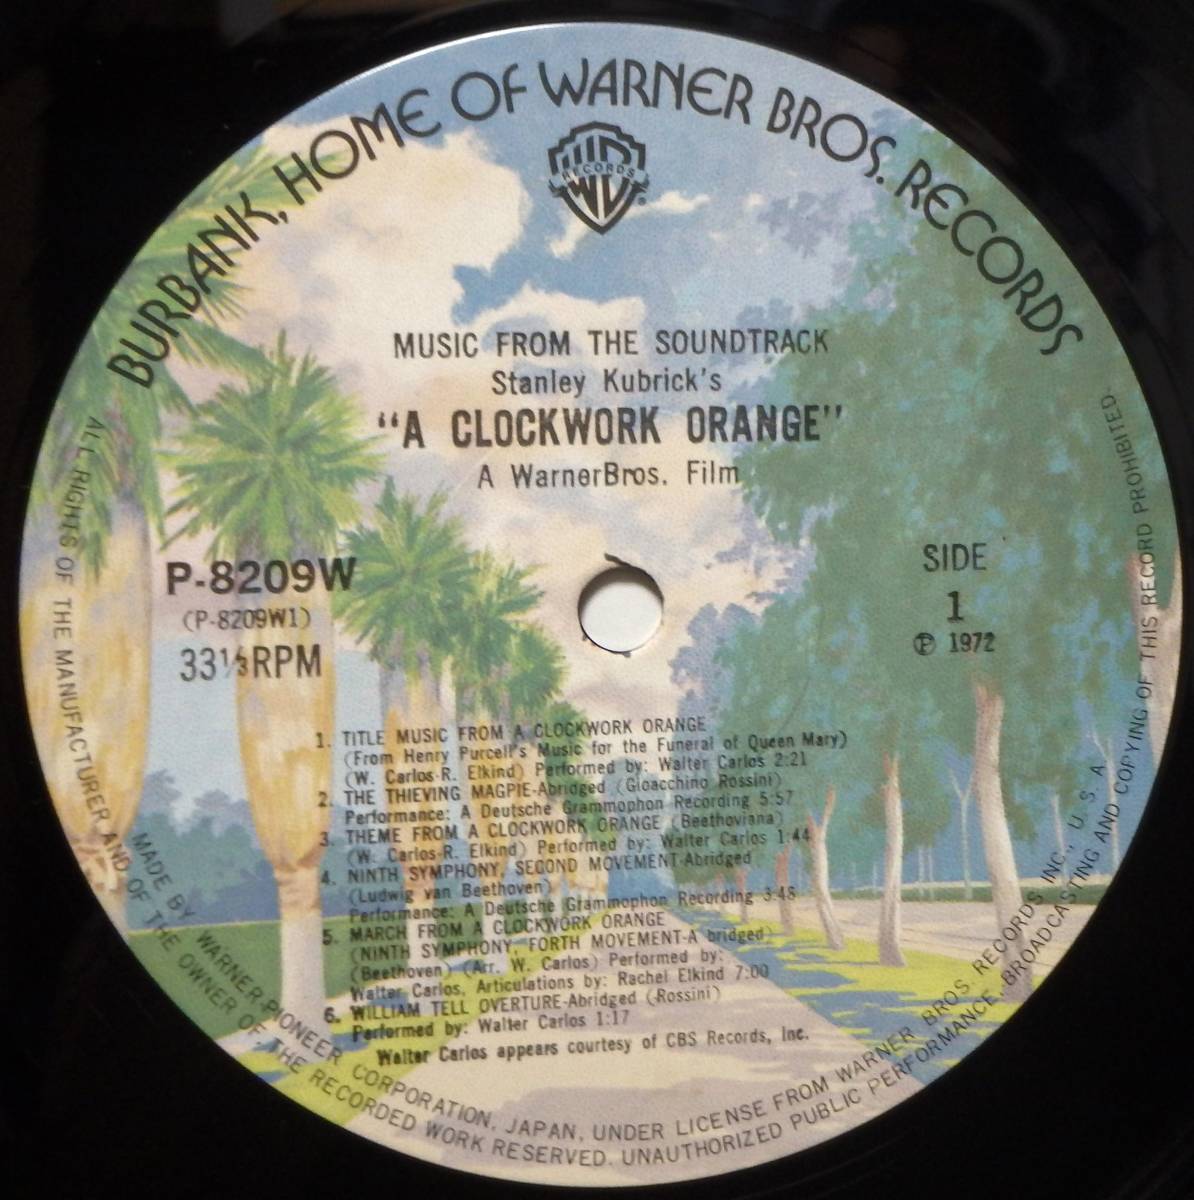 BURBANK, HOME OF WARNER BROS. RECORDS
RECORDS
®
MUSIC FROM THE SOUNDTRACK
Stanley Kubrick's
"A CLOCKWORK ORANGE"
A WarnerBros. Film
P-8209W
(P-8209W1)
33⅓RPM
SIDE
1
℗ 1972
1. TITLE MUSIC FROM A CLOCKWORK ORANGE
(From Henry Purcell's Music for the Funeral of Queen Mary)
(W. Carlos-R. Elkind) Performed by: Walter Carlos 2:21
2. THE THIEVING MAGPIE-Abridged (Gioacchino Rossini)
Performance: A Deutsche Grammophon Recording 5:57
3. THEME FROM A CLOCKWORK ORANGE (Beethoviana)
(W. Carlos-R. Elkind) Performed by: Walter Carlos 1:44
4. NINTH SYMPHONY, SECOND MOVEMENT-Abridged
(Ludwig van Beethoven)
Performance: A Deutsche Grammophon Recording 3:48
5. MARCH FROM A CLOCKWORK ORANGE
(NINTH SYMPHONY, FORTH MOVEMENT-A bridged)
(Beethoven) (Arr. W. Carlos) Performed by:
Walter Carlos, Articulations by: Rachel Elkind 7:00
6. WILLIAM TELL OVERTURE-Abridged (Rossini)
Performed by: Walter Carlos 1:17
Walter Carlos appears courtesy of CBS Records, Inc.
MADE BY WARNER-PIONEER CORPORATION, JAPAN, UNDER LICENSE FROM WARNER BROS. RECORDS INC., U. S. A.
ALL RIGHTS OF THE MANUFACTURER AND OF THE OWNER OF THE RECORDED WORK RESERVED. UNAUTHORIZED PUBLIC PERFORMANCE, BROADCASTING AND COPYING OF THIS RECORD PROHIBITED.